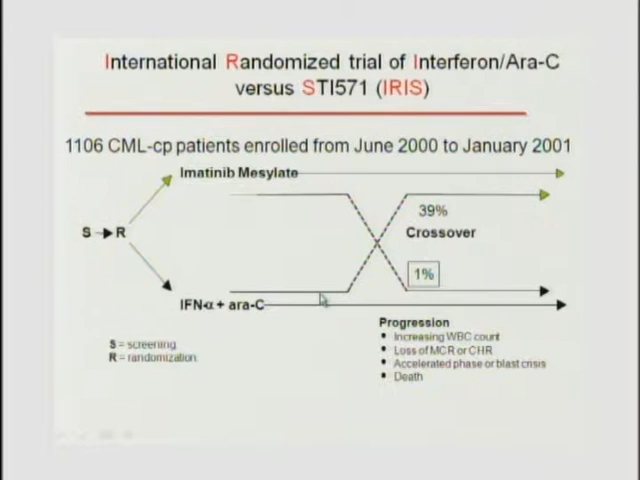 International Randomized trial of Interferon/Ara-C
versus STI571 (IRIS)
1106 CML-cp patients enrolled from June 2000 to January 2001
Imatinib Mesylate
39%
S R
Crossover
1%
IFN-α + ara-C
Progression
• Increasing WBC count
• Loss of MCR or CHR
• Accelerated phase or blast crisis
• Death
S = screening
R = randomization